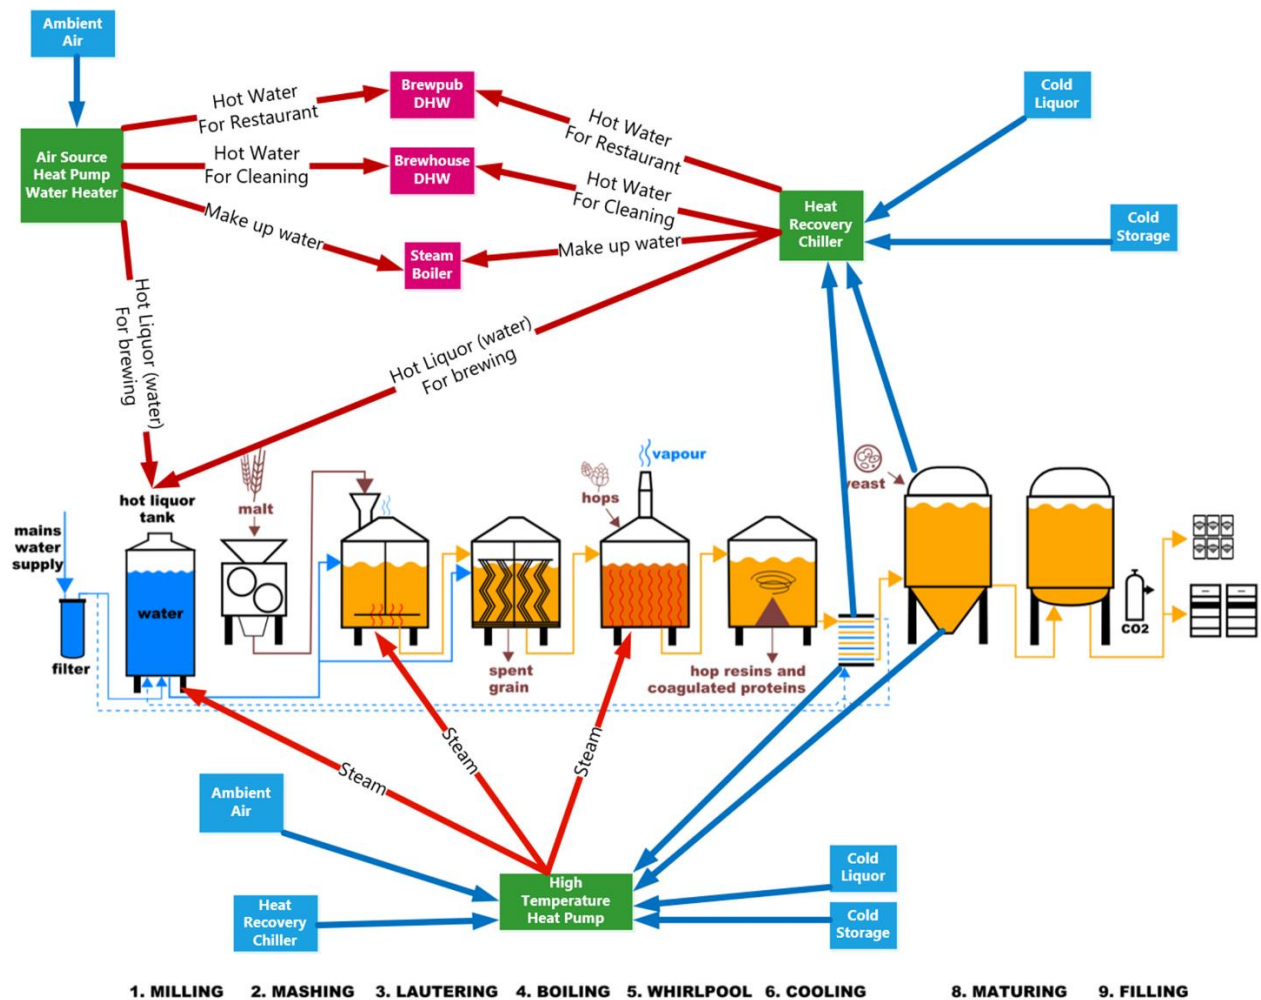 Ambient
Air
Brewpub
DHW
Cold
Liquor
Hot Water
For Restaurant
Hot Water
For Restaurant
Air Source
Heat Pump
Water Heater
Hot Water
For Cleaning
Brewhouse
DHW
Hot Water
For Cleaning
Heat
Recovery
Chiller
Cold
Storage
Make up water
Steam
Boiler
Make up water
Hot Liquor (water)
For brewing
Hot Liquor (water)
For brewing
vapour
hops
yeast
malt
hot liquor
tank
mains
water
supply
water
filter
spent
grain
hop resins and
coagulated proteins
CO2
Steam
Steam
Steam
Ambient
Air
Heat
Recovery
Chiller
High
Temperature
Heat Pump
Cold
Liquor
Cold
Storage
1. MILLING 2. MASHING 3. LAUTERING 4. BOILING 5. WHIRLPOOL 6. COOLING 8. MATURING 9. FILLING